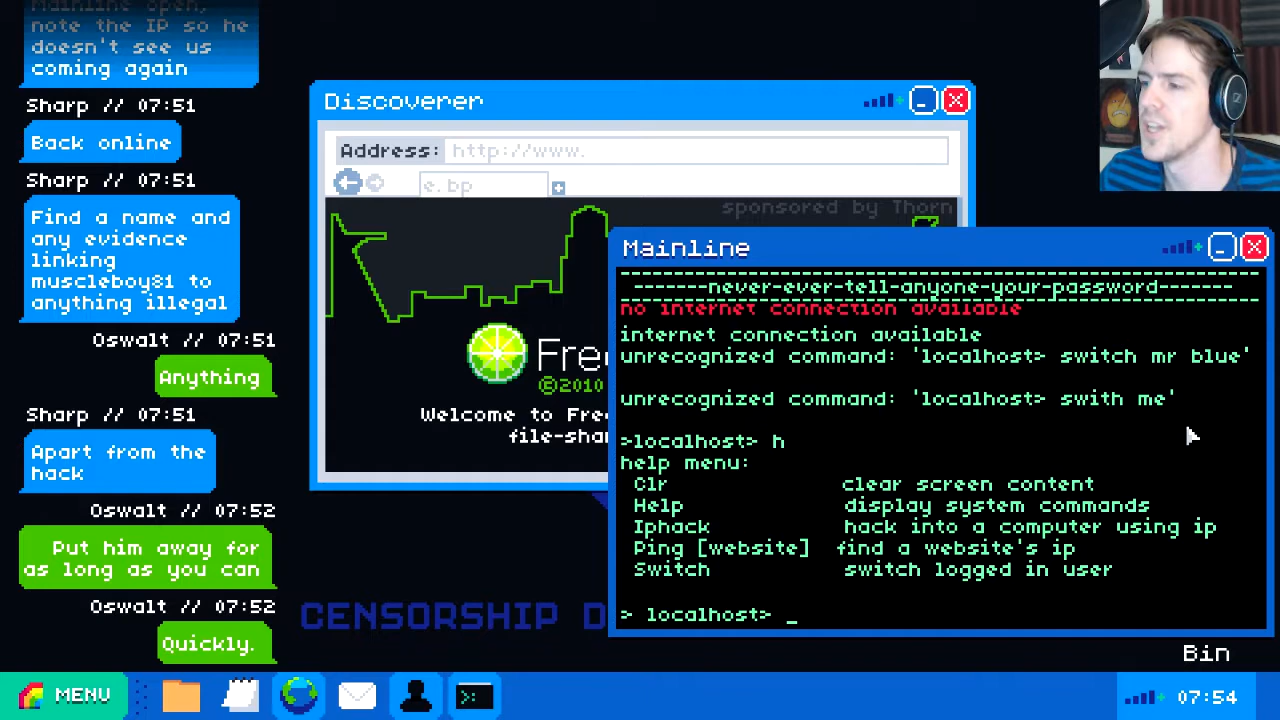 Mainline open,
note the IP so he
doesn't see us
coming again
Sharp // 07:51
Back online
Sharp // 07:51
Find a name and
any evidence
linking
muscleboy81 to
anything illegal
Oswalt // 07:51
Anything
Sharp // 07:51
Apart from the
hack
Oswalt // 07:52
Put him away for
as long as you can
Oswalt // 07:52
Quickly.
Discoverer
Address: http://www.
e.bp
sponsored by Thorn
Free
©2010
Welcome to Free
file-shar
CENSORSHIP D
Mainline
-------never-ever-tell-anyone-your-password-------
no internet connection available
internet connection available
unrecognized command: 'localhost> switch mr blue'
unrecognized command: 'localhost> swith me'
>localhost> h
help menu:
Clr clear screen content
Help display system commands
Iphack hack into a computer using ip
Ping [website] find a website's ip
Switch switch logged in user
> localhost> _
Bin
MENU
07:54